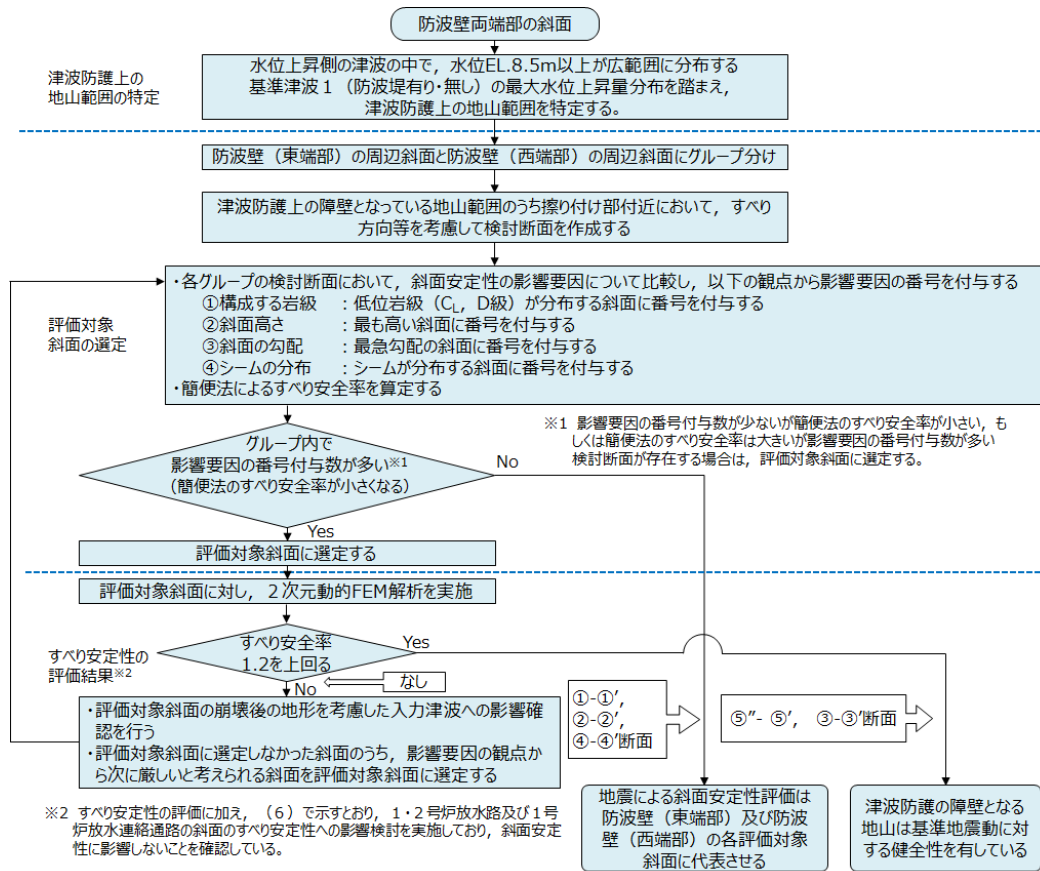 防波壁両端部の斜面
津波防護上の
地山範囲の特定
水位上昇側の津波の中で，水位EL.8.5m以上が広範囲に分布する
基準津波１（防波堤有り・無し）の最大水位上昇量分布を踏まえ，
津波防護上の地山範囲を特定する。
防波壁（東端部）の周辺斜面と防波壁（西端部）の周辺斜面にグループ分け
津波防護上の障壁となっている地山範囲のうち擦り付け部付近において，すべり
方向等を考慮して検討断面を作成する
評価対象
斜面の選定
・各グループの検討断面において，斜面安定性の影響要因について比較し，以下の観点から影響要因の番号を付与する
①構成する岩級　：低位岩級（CL，D級）が分布する斜面に番号を付与する
②斜面高さ　：最も高い斜面に番号を付与する
③斜面の勾配　：最急勾配の斜面に番号を付与する
④シームの分布　：シームが分布する斜面に番号を付与する
・簡便法によるすべり安全率を算定する
グループ内で
影響要因の番号付与数が多い※1
（簡便法のすべり安全率が小さくなる）
No
※1 影響要因の番号付与数が少ないが簡便法のすべり安全率が小さい，も
しくは簡便法のすべり安全率は大きいが影響要因の番号付与数が多い
検討断面が存在する場合は，評価対象斜面に選定する。
Yes
評価対象斜面に選定する
評価対象斜面に対し，２次元動的FEM解析を実施
すべり安定性の
評価結果※2
すべり安全率
1.2を上回る
Yes
No
なし
・評価対象斜面の崩壊後の地形を考慮した入力津波への影響確
認を行う
・評価対象斜面に選定しなかった斜面のうち，影響要因の観点か
ら次に厳しいと考えられる斜面を評価対象斜面に選定する
①-①′，
②-②′，
④-④′断面
⑤″- ⑤′，③-③′断面
※2 すべり安定性の評価に加え，（６）で示すとおり，１・２号炉放水路及び１号
炉放水連絡通路の斜面のすべり安定性への影響検討を実施しており，斜面安定
性に影響しないことを確認している。
地震による斜面安定性評価は
防波壁（東端部）及び防波
壁（西端部）の各評価対象
斜面に代表させる
津波防護の障壁となる
地山は基準地震動に対
する健全性を有している